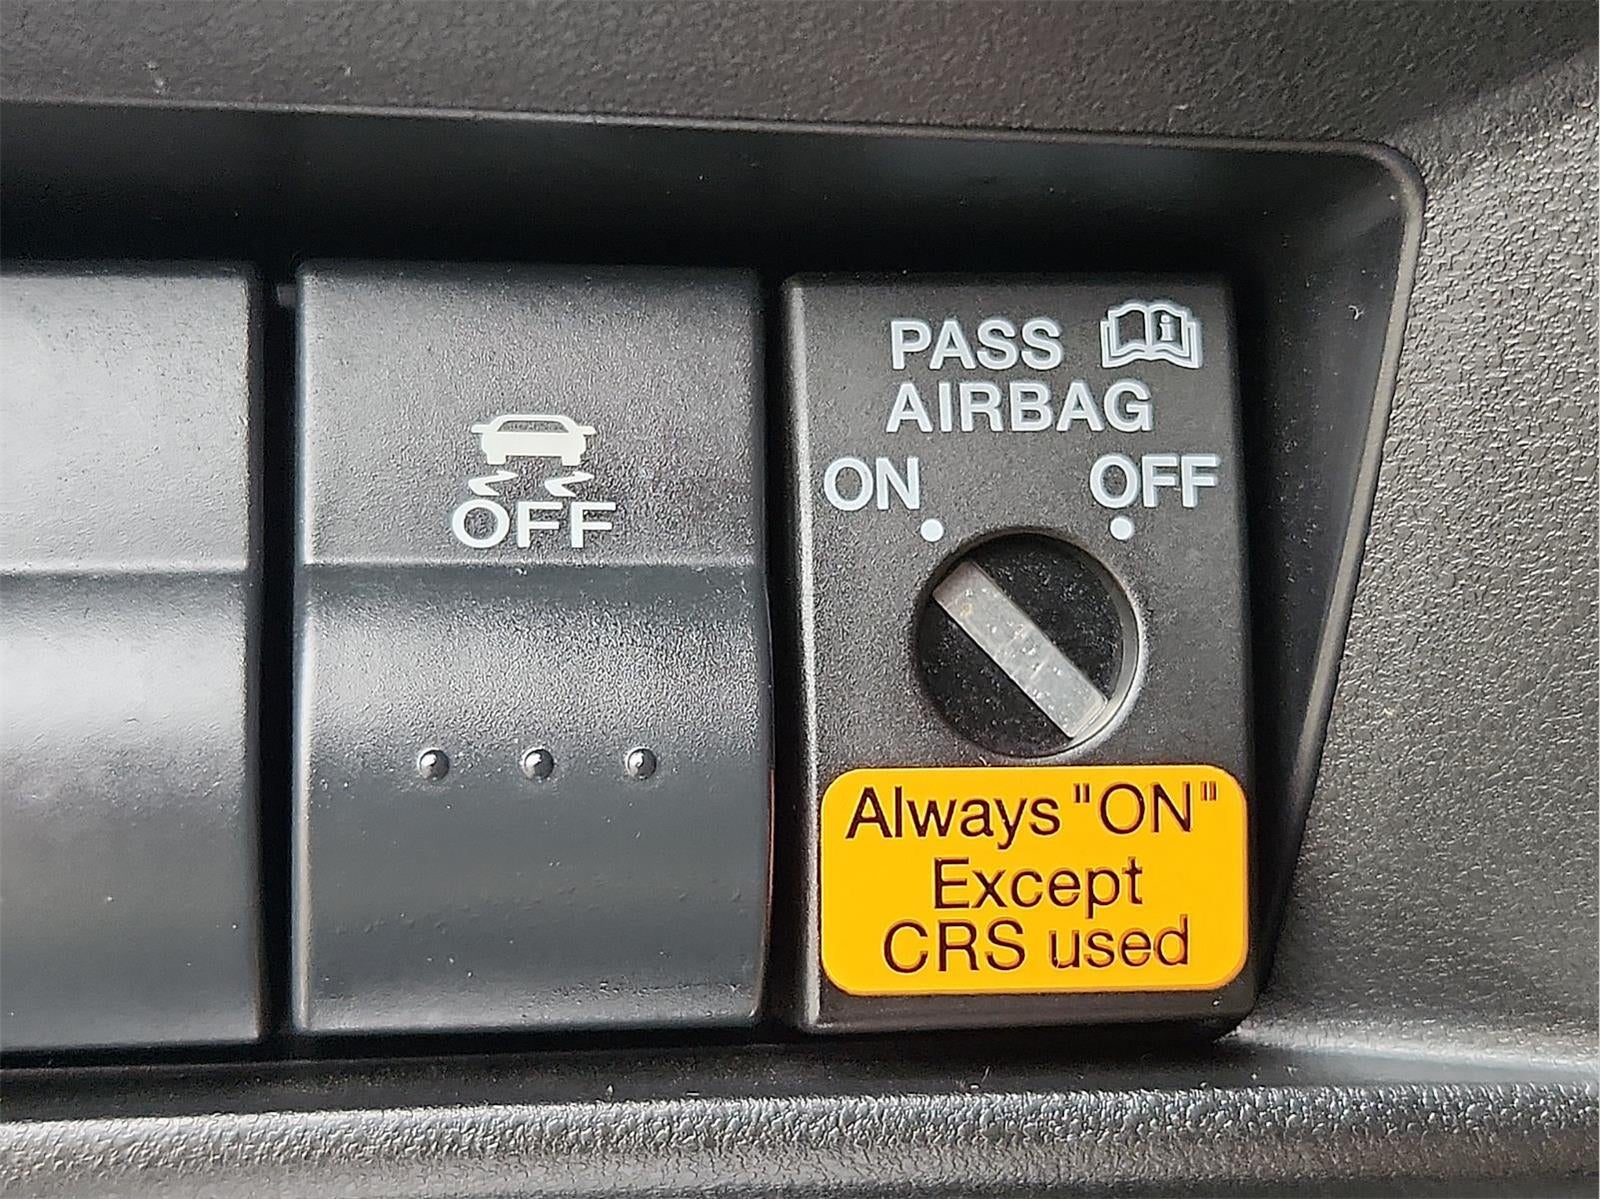 OFF
PASS
AIRBAG
ON OFF
Always "ON"
Except
CRS used